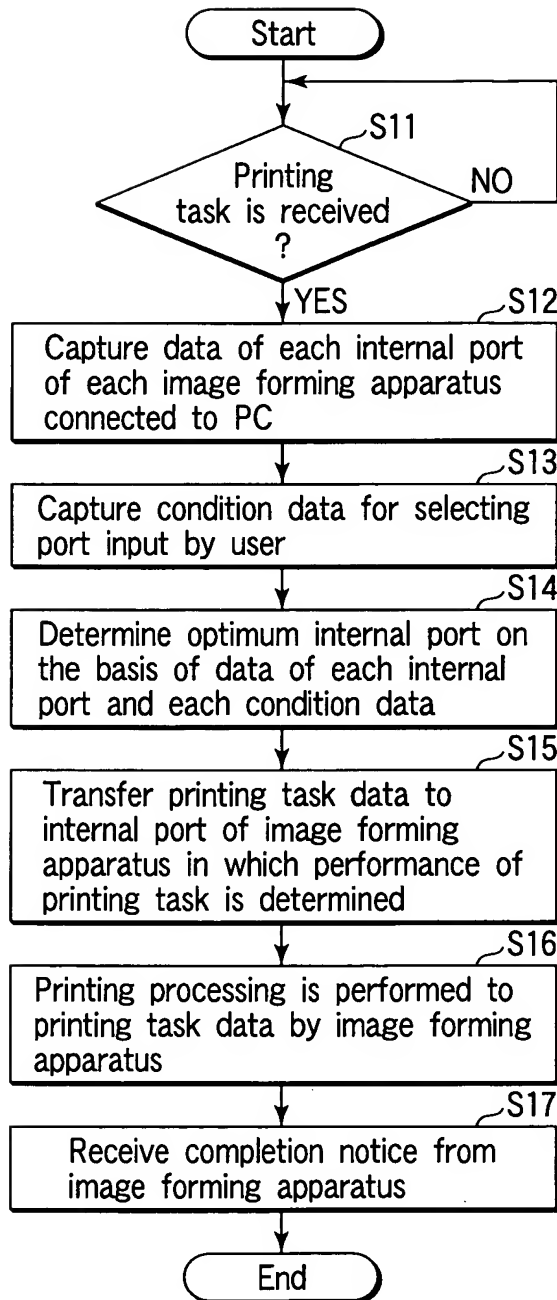 Start
S11
Printing
task is received
?
NO
YES
S12
Capture data of each internal port
of each image forming apparatus
connected to PC
S13
Capture condition data for selecting
port input by user
S14
Determine optimum internal port on
the basis of data of each internal
port and each condition data
S15
Transfer printing task data to
internal port of image forming
apparatus in which performance of
printing task is determined
S16
Printing processing is performed to
printing task data by image forming
apparatus
S17
Receive completion notice from
image forming apparatus
End